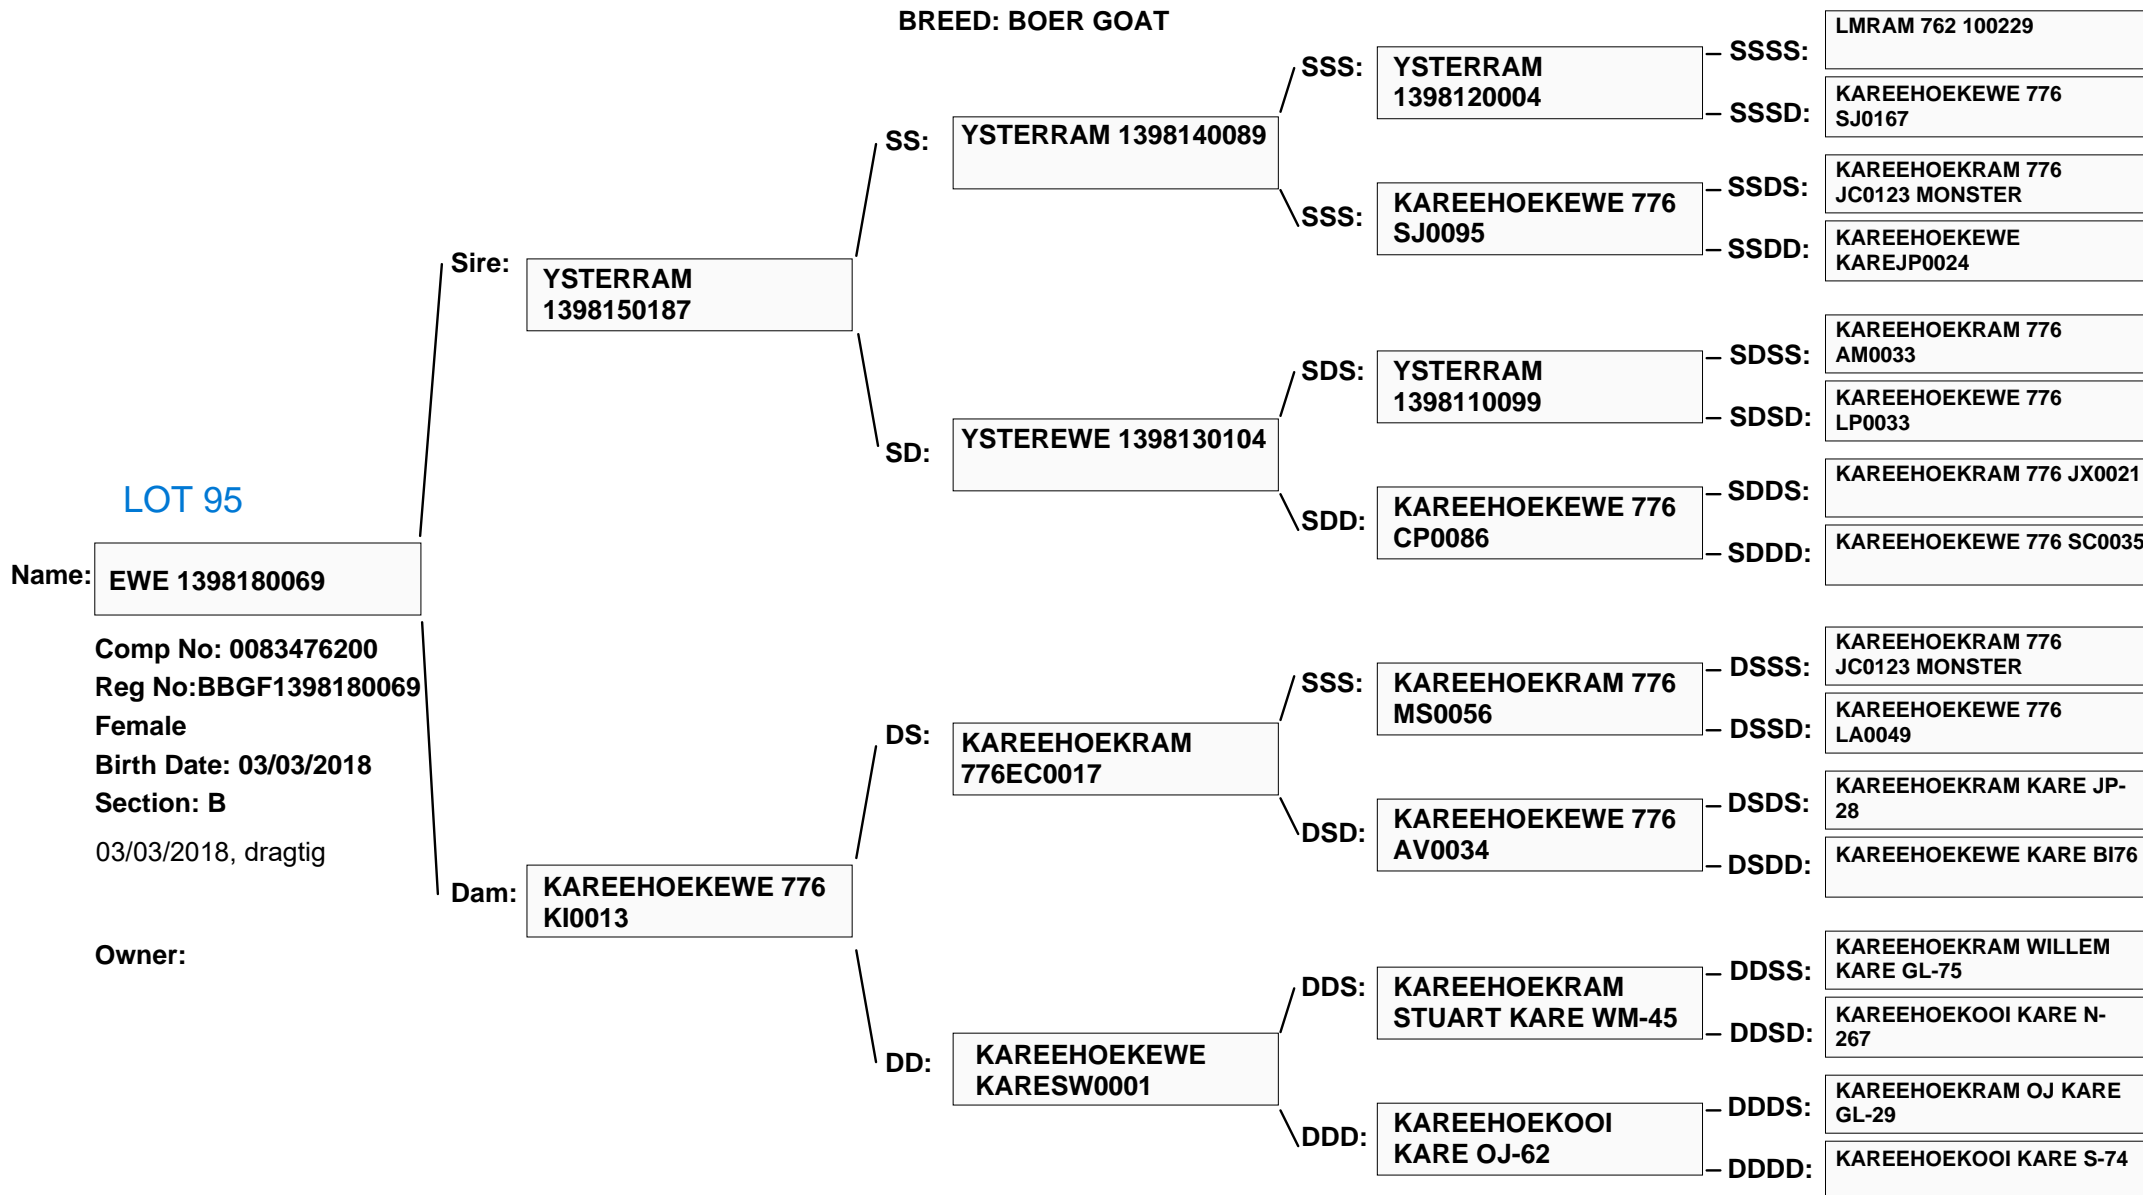 BREED: BOER GOAT
LOT 95
Name:
EWE 1398180069
Comp No: 0083476200
Reg No:BBGF1398180069
Female
Birth Date: 03/03/2018
Section: B
03/03/2018, dragtig
Owner:
Sire:
YSTERRAM
1398150187
Dam:
KAREEHOEKEWE 776
KI0013
SS:
YSTERRAM 1398140089
SD:
YSTEREWE 1398130104
DS:
KAREEHOEKRAM
776EC0017
DD:
KAREEHOEKEWE
KARESW0001
SSS:
YSTERRAM
1398120004
SSS:
KAREEHOEKEWE 776
SJ0095
SDS:
YSTERRAM
1398110099
SDD:
KAREEHOEKEWE 776
CP0086
SSS:
KAREEHOEKRAM 776
MS0056
DSD:
KAREEHOEKEWE 776
AV0034
DDS:
KAREEHOEKRAM
STUART KARE WM-45
DDD:
KAREEHOEKOOI
KARE OJ-62
SSSS:
LMRAM 762 100229
SSSD:
KAREEHOEKEWE 776
SJ0167
SSDS:
KAREEHOEKRAM 776
JC0123 MONSTER
SSDD:
KAREEHOEKEWE
KAREJP0024
SDSS:
KAREEHOEKRAM 776
AM0033
SDSD:
KAREEHOEKEWE 776
LP0033
SDDS:
KAREEHOEKRAM 776 JX0021
SDDD:
KAREEHOEKEWE 776 SC0035
DSSS:
KAREEHOEKRAM 776
JC0123 MONSTER
DSSD:
KAREEHOEKEWE 776
LA0049
DSDS:
KAREEHOEKRAM KARE JP-
28
DSDD:
KAREEHOEKEWE KARE BI76
DDSS:
KAREEHOEKRAM WILLEM
KARE GL-75
DDSD:
KAREEHOEKOOI KARE N-
267
DDDS:
KAREEHOEKRAM OJ KARE
GL-29
DDDD:
KAREEHOEKOOI KARE S-74